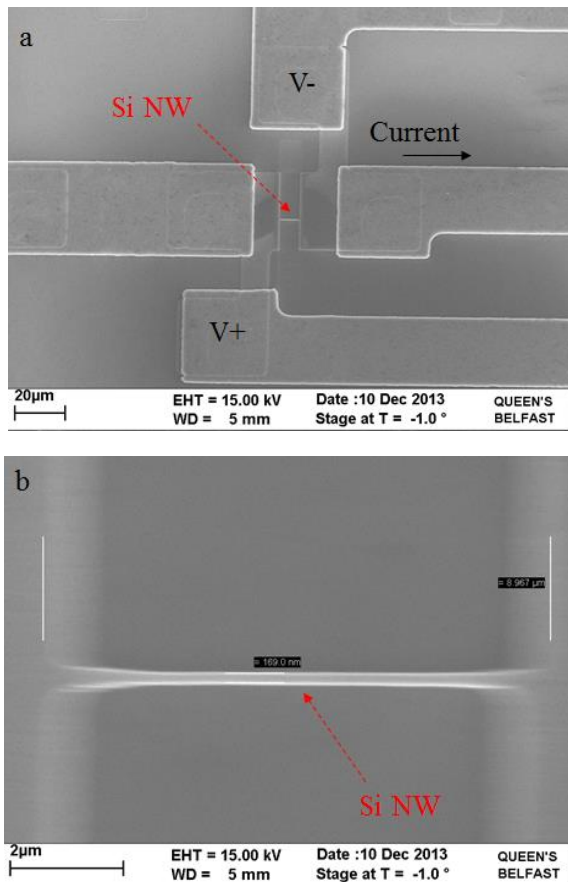 a
V-
Si NW
Current
V+
20µm
EHT = 15.00 kV
WD = 5 mm
Date :10 Dec 2013
Stage at T = -1.0 °
QUEEN'S
BELFAST
b
= 8.967 µm
= 169.0 nm
Si NW
2µm
EHT = 15.00 kV
WD = 5 mm
Date :10 Dec 2013
Stage at T = -1.0 °
QUEEN'S
BELFAST